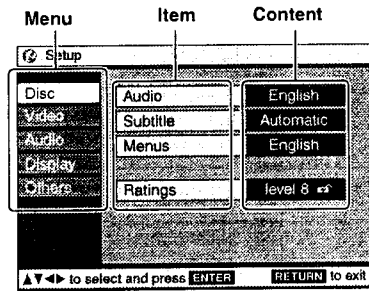 Menu Item Content
Setup
Disc Audio English
Video Subtitle Automatic
Audio Menus English
Display
Others Ratings level 8
▲▼◀▶ to select and press ENTER RETURN to exit